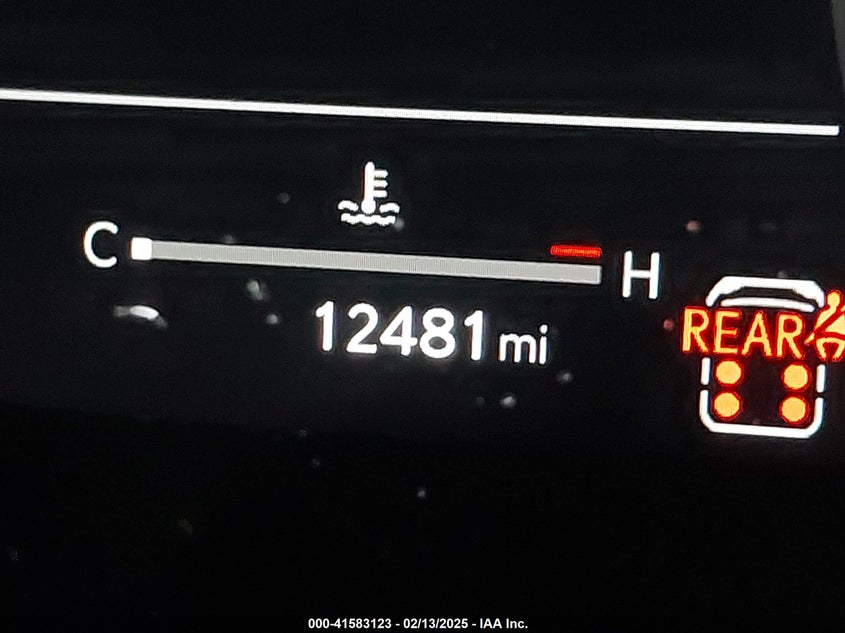 C
H
12481 mi
REAR
000-41583123 - 02/13/2025 - IAA Inc.